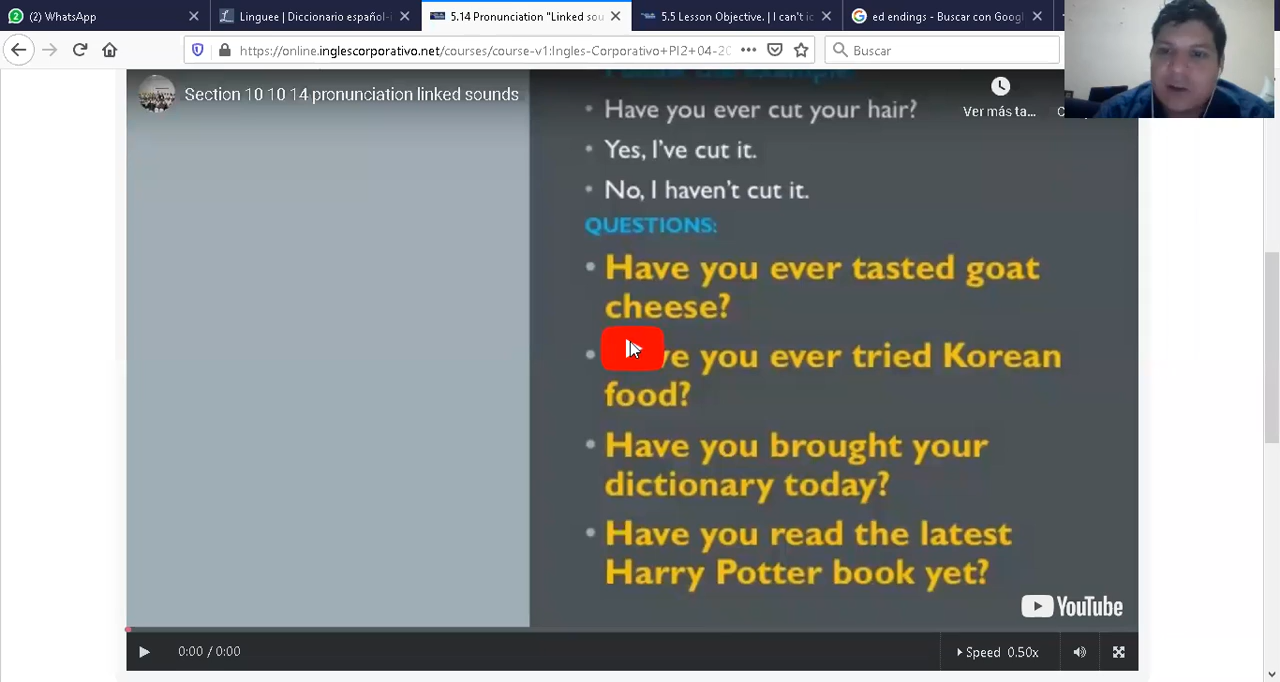 (2) WhatsApp
Linguee | Diccionario español-i
5.14 Pronunciation "Linked sou
5.5 Lesson Objective. | I can't ic
ed endings - Buscar con Googl
https://online.inglescorporativo.net/courses/course-v1:Ingles-Corporativo+PI2+04-20
Buscar
Section 10 10 14 pronunciation linked sounds
Ver más ta...
• Have you ever cut your hair?
• Yes, I've cut it.
• No, I haven't cut it.
QUESTIONS:
• Have you ever tasted goat
cheese?
• ve you ever tried Korean
food?
• Have you brought your
dictionary today?
• Have you read the latest
Harry Potter book yet?
YouTube
0:00 / 0:00
Speed 0.50x